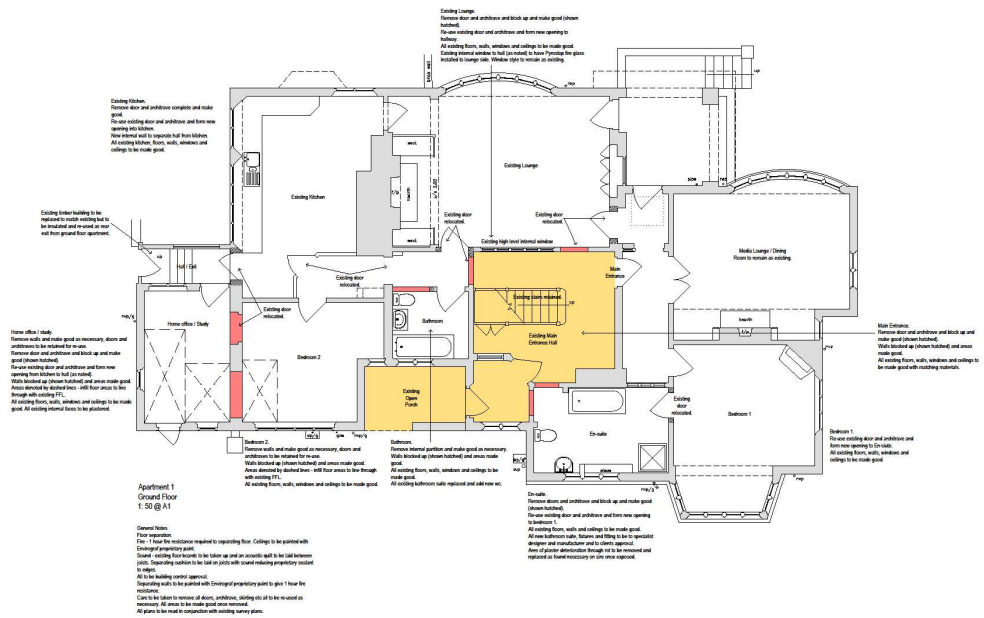 Existing Lounge.
Remove door and architrave and block up and make good (shown
hatched).
Re-use existing door and architrave and form new opening to
hallway.
All existing floors, walls, windows and ceilings to be made good.
Existing internal window to hall (as noted) to have Pyrostop fire glass
installed to lounge side. Window style to remain as existing.
brick wall
rwp
up
Existing Kitchen.
Remove door and architrave complete and make
good.
Re-use existing door and architrave and form new
opening into kitchen.
New internal wall to separate hall from kitchen.
All existing kitchen, floors, walls, windows and
ceilings to be made good.
seat
Existing Lounge
hearth
Existing Kitchen
seat
Existing timber building to be
replaced to match existing but to
be insulated and re-used as rear
exit from ground floor apartment.
Existing door
relocated.
Existing door
relocated.
Existing high level internal window
Media Lounge / Dining
Room to remain as existing.
up
Hall / Exit
Main
Entrance
Existing door
relocated.
Existing stairs retained.
up
Existing door
relocated.
Bathroom
hearth
Home office / Study
Existing Main
Entrance Hall
Main Entrance.
Remove door and architrave and block up and
make good (shown hatched).
Walls blocked up (shown hatched) and areas made
good.
All existing floors, walls, windows and ceilings to
be made good with matching materials.
Home office / study.
Remove walls and make good as necessary, doors and
architraves to be retained for re-use.
Remove door and architrave and block up and make
good (shown hatched).
Re-use existing door and architrave and form new
opening from kitchen to hall (as noted).
Walls blocked up (shown hatched) and areas made good.
Areas denoted by dashed lines - infill floor areas to line
through with existing FFL.
All existing floors, walls, windows and ceilings to be made
good. All existing internal faces to be plastered.
Bedroom 2
Existing
Open
Porch
Existing
door
relocated.
Bedroom 1
En-suite
Bedroom 1.
Re-use existing door and architrave and
form new opening to En-suite.
All existing floors, walls, windows and
ceilings to be made good.
Bedroom 2.
Remove walls and make good as necessary, doors and
architraves to be retained for re-use.
Walls blocked up (shown hatched) and areas made good.
Areas denoted by dashed lines - infill floor areas to line through
with existing FFL.
All existing floors, walls, windows and ceilings to be made good.
Bathroom.
Remove internal partition and make good as necessary.
Walls blocked up (shown hatched) and areas made
good.
All existing floors, walls, windows and ceilings to be
made good.
All existing bathroom suite replaced and add new wc.
En-suite.
Remove doors and architrave and block up and make good
(shown hatched).
Re-use existing door and architrave and form new opening
to bedroom 1.
All existing floors, walls and ceilings to be made good.
All new bathroom suite, fixtures and fitting to be to specialist
designer and manufacturer and to clients approval.
Area of plaster deterioration through rot to be removed and
replaced as found necessary on site once exposed.
Apartment 1
Ground Floor
1: 50 @ A1
General Notes
Floor separation.
Fire - 1 hour fire resistance required to separating floor. Ceilings to be painted with
Envirograf proprietary paint.
Sound - existing floor boards to be taken up and an acoustic quilt to be laid between
joists. Separating cushion to be laid on joists with sound reducing proprietary sealant
to edges.
All to be building control approval.
Separating walls to be painted with Envirograf proprietary paint to give 1 hour fire
resistance.
Care to be taken to remove all doors, architrave, skirting etc all to be re-used as
necessary. All areas to be made good once removed.
All plans to be read in conjunction with existing survey plans.